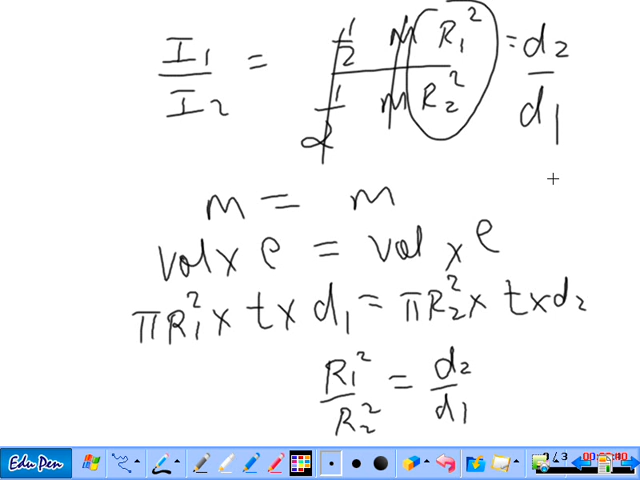 I₁/I₂ = (1/2 m R₁²)/(1/2 m R₂²) = d₂/d₁
m = m
vol x ρ = vol x ρ
πR₁² x t x d₁ = πR₂² x t x d₂
R₁²/R₂² = d₂/d₁
Edu Pen
/ 3